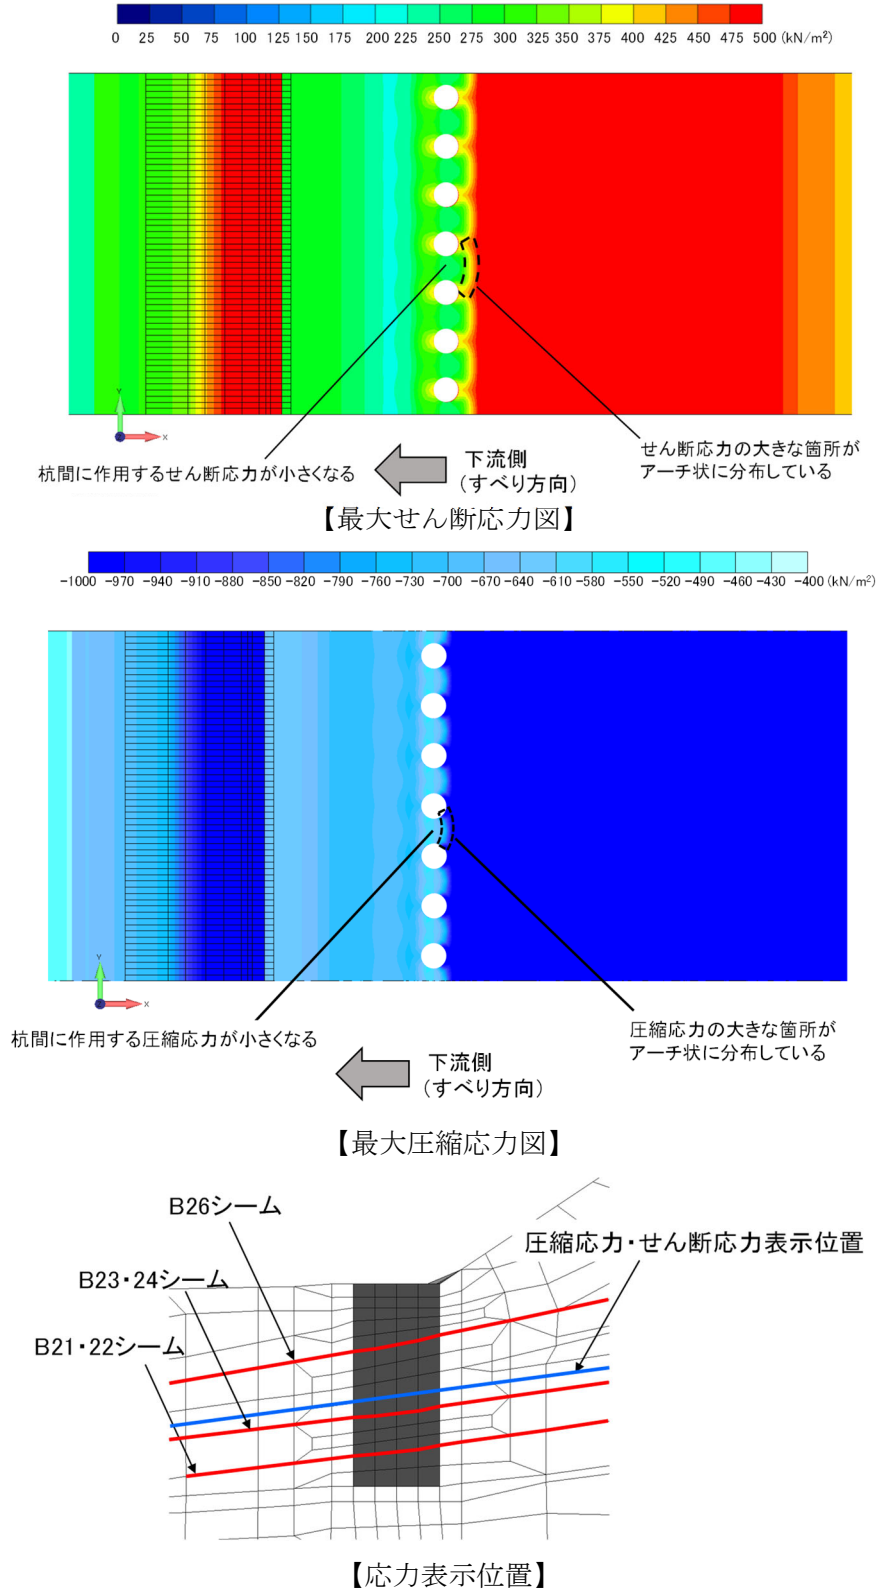 0 25 50 75 100 125 150 175 200 225 250 275 300 325 350 375 400 425 450 475 500 (kN/m²)
Y
X
杭間に作用するせん断応力が小さくなる
下流側
(すべり方向)
せん断応力の大きな箇所が
アーチ状に分布している
【最大せん断応力図】
-1000 -970 -940 -910 -880 -850 -820 -790 -760 -730 -700 -670 -640 -610 -580 -550 -520 -490 -460 -430 -400 (kN/m²)
Y
X
杭間に作用する圧縮応力が小さくなる
圧縮応力の大きな箇所が
アーチ状に分布している
下流側
(すべり方向)
【最大圧縮応力図】
B26シーム
圧縮応力・せん断応力表示位置
B23・24シーム
B21・22シーム
【応力表示位置】